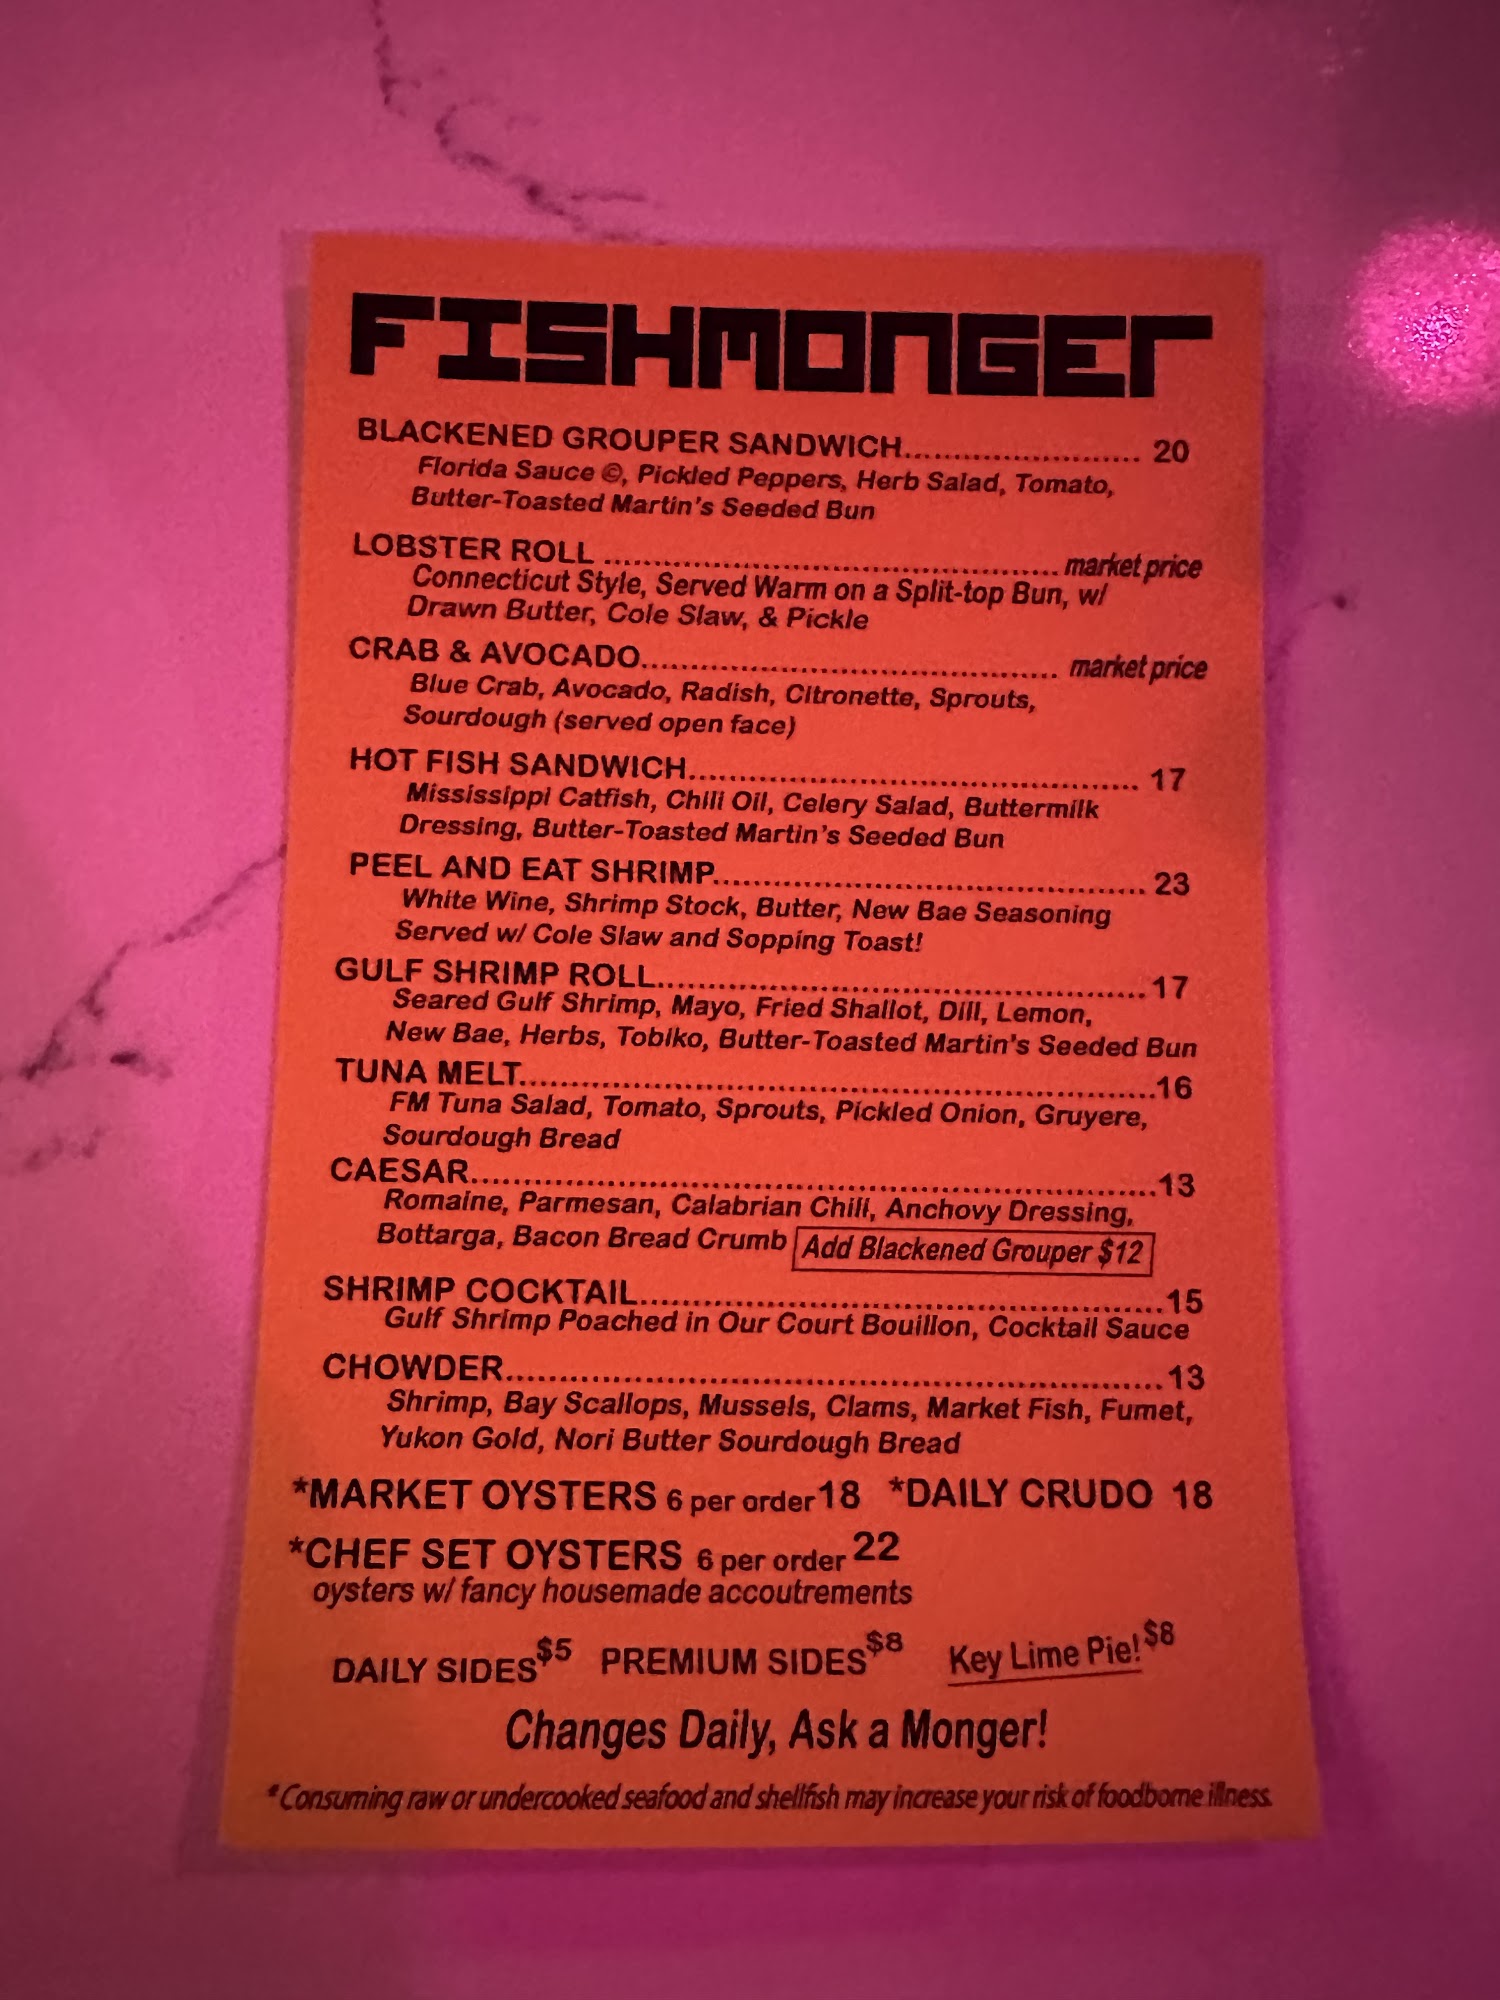 FISHMONGER
BLACKENED GROUPER SANDWICH........................ 20
Florida Sauce ©, Pickled Peppers, Herb Salad, Tomato,
Butter-Toasted Martin's Seeded Bun
LOBSTER ROLL .............................................. market price
Connecticut Style, Served Warm on a Split-top Bun, w/
Drawn Butter, Cole Slaw, & Pickle
CRAB & AVOCADO.......................................... market price
Blue Crab, Avocado, Radish, Citronette, Sprouts,
Sourdough (served open face)
HOT FISH SANDWICH............................................. 17
Mississippi Catfish, Chili Oil, Celery Salad, Buttermilk
Dressing, Butter-Toasted Martin's Seeded Bun
PEEL AND EAT SHRIMP........................................... 23
White Wine, Shrimp Stock, Butter, New Bae Seasoning
Served w/ Cole Slaw and Sopping Toast!
GULF SHRIMP ROLL.................................................17
Seared Gulf Shrimp, Mayo, Fried Shallot, Dill, Lemon,
New Bae, Herbs, Tobiko, Butter-Toasted Martin's Seeded Bun
TUNA MELT................................................................16
FM Tuna Salad, Tomato, Sprouts, Pickled Onion, Gruyere,
Sourdough Bread
CAESAR.....................................................................13
Romaine, Parmesan, Calabrian Chili, Anchovy Dressing,
Bottarga, Bacon Bread Crumb Add Blackened Grouper $12
SHRIMP COCKTAIL.....................................................15
Gulf Shrimp Poached in Our Court Bouillon, Cocktail Sauce
CHOWDER..................................................................13
Shrimp, Bay Scallops, Mussels, Clams, Market Fish, Fumet,
Yukon Gold, Nori Butter Sourdough Bread
*MARKET OYSTERS 6 per order 18 *DAILY CRUDO 18
*CHEF SET OYSTERS 6 per order 22
oysters w/ fancy housemade accoutrements
DAILY SIDES $5 PREMIUM SIDES $8 Key Lime Pie! $8
Changes Daily, Ask a Monger!
* Consuming raw or undercooked seafood and shellfish may increase your risk of foodborne illness.